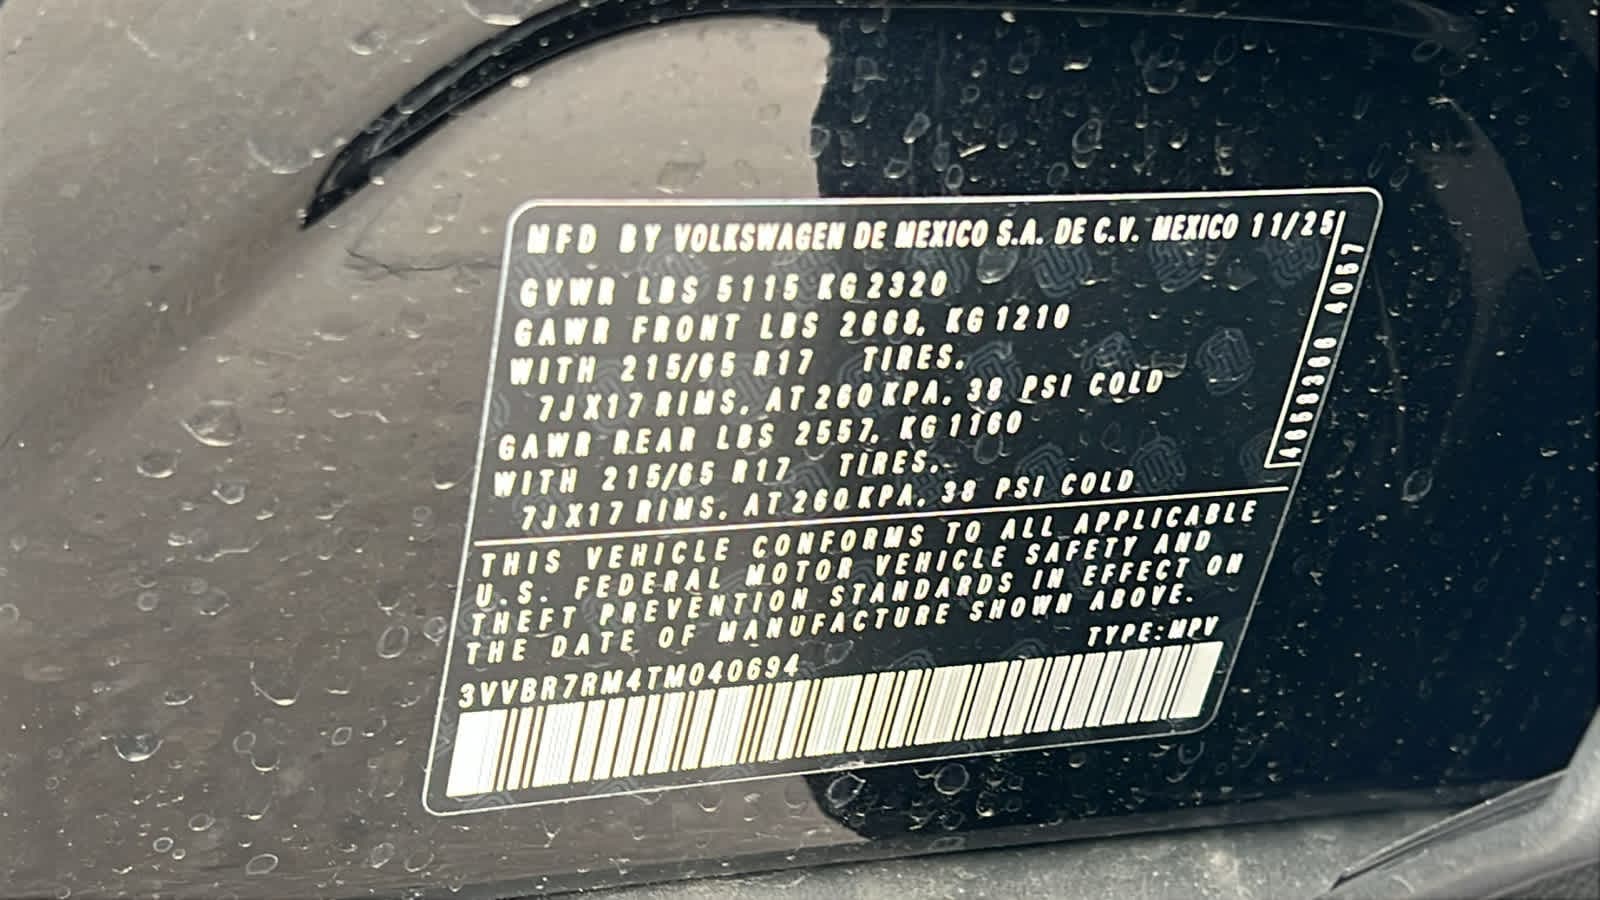 MFD BY VOLKSWAGEN DE MEXICO S.A. DE C.V. MEXICO 11/25
GVWR LBS 5115 KG 2320
GAWR FRONT LBS 2668, KG 1210
WITH 215/65 R17 TIRES,
7JX17 RIMS, AT 260 KPA, 38 PSI COLD
GAWR REAR LBS 2557, KG 1160
WITH 215/65 R17 TIRES,
7JX17 RIMS, AT 260 KPA, 38 PSI COLD
4057
THIS VEHICLE CONFORMS TO ALL APPLICABLE
U.S. FEDERAL MOTOR VEHICLE SAFETY AND
THEFT PREVENTION STANDARDS IN EFFECT ON
THE DATE OF MANUFACTURE SHOWN ABOVE.
TYPE:MPV
3VVBR7RM4TM040694